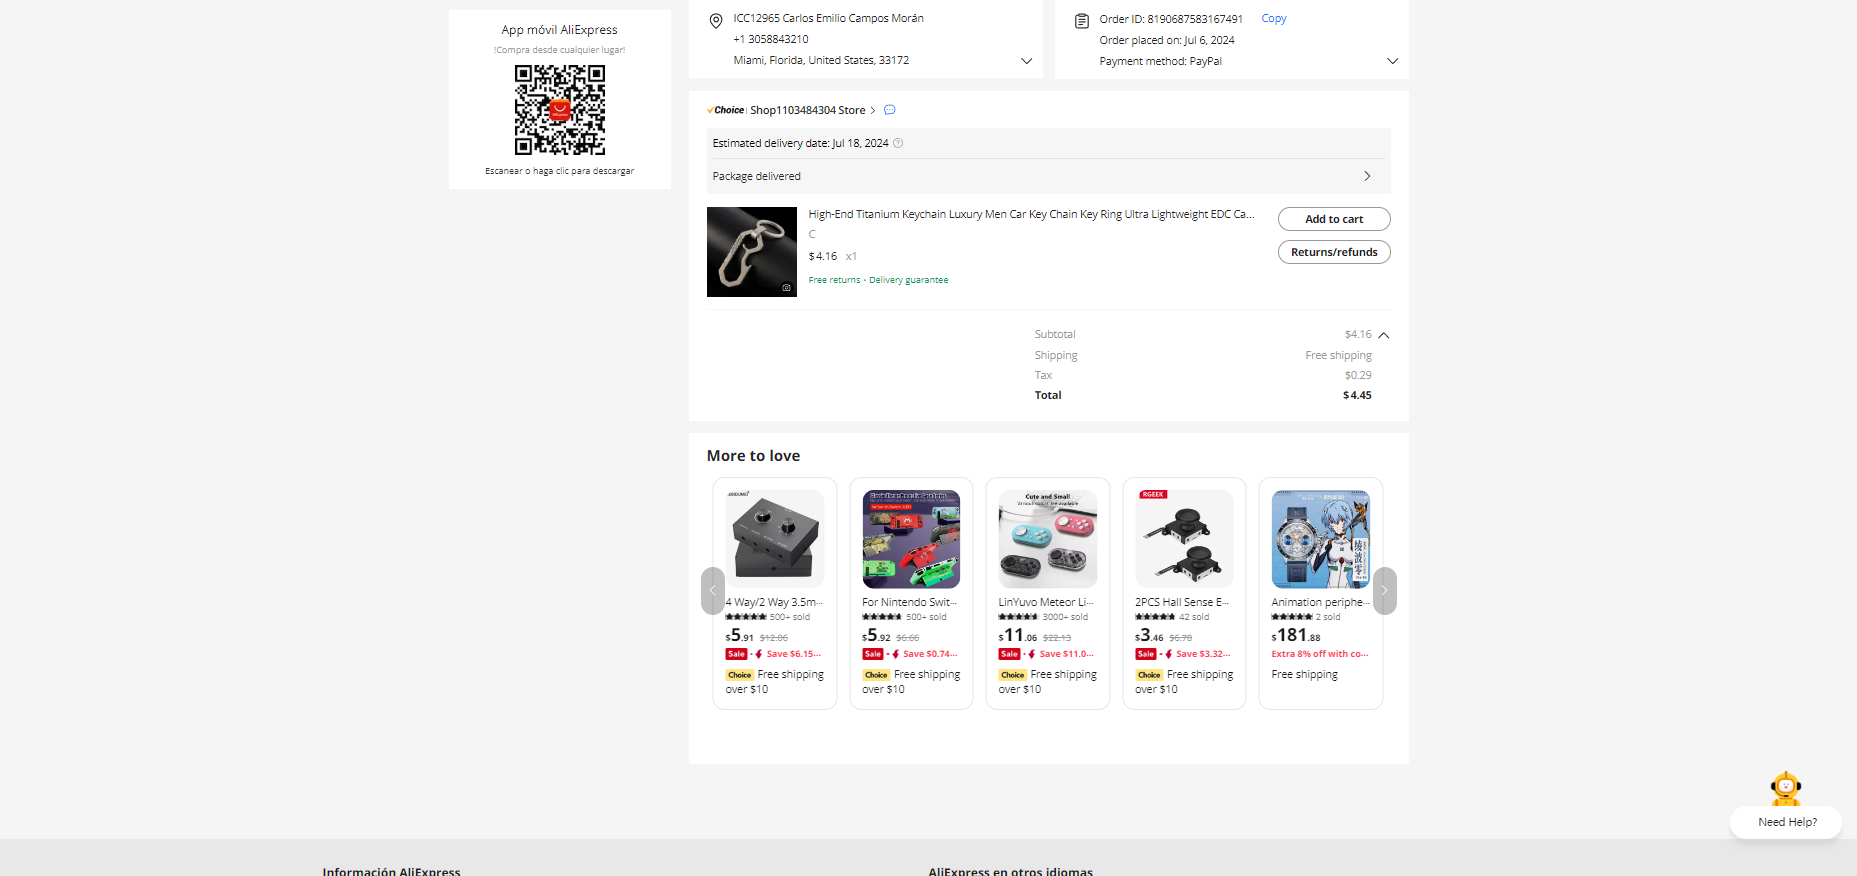 App móvil AliExpress
!Compra desde cualquier lugar!
Escanear o haga clic para descargar
ICC12965 Carlos Emilio Campos Morán
+1 3058843210
Miami, Florida, United States, 33172
Order ID: 8190687583167491 Copy
Order placed on: Jul 6, 2024
Payment method: PayPal
Choice Shop1103484304 Store
Estimated delivery date: Jul 18, 2024
Package delivered
High-End Titanium Keychain Luxury Men Car Key Chain Key Ring Ultra Lightweight EDC Ca...
C
$4.16 x1
Free returns · Delivery guarantee
Add to cart
Returns/refunds
Subtotal $4.16
Shipping Free shipping
Tax $0.29
Total $4.45
More to love
4 Way/2 Way 3.5m...
500+ sold
$5.91 $12.06
Sale Save $6.15...
Choice Free shipping
over $10
For Nintendo Swit...
500+ sold
$5.92 $6.66
Sale Save $0.74...
Choice Free shipping
over $10
Cute and Small
LinYuvo Meteor Li...
3000+ sold
$11.06 $22.13
Sale Save $11.0...
Choice Free shipping
over $10
RGEEK
2PCS Hall Sense E...
42 sold
$3.46 $6.78
Sale Save $3.32...
Choice Free shipping
over $10
Animation periphe...
2 sold
$181.88
Extra 8% off with co...
Free shipping
Need Help?
Información AliExpress
AliExpress en otros idiomas